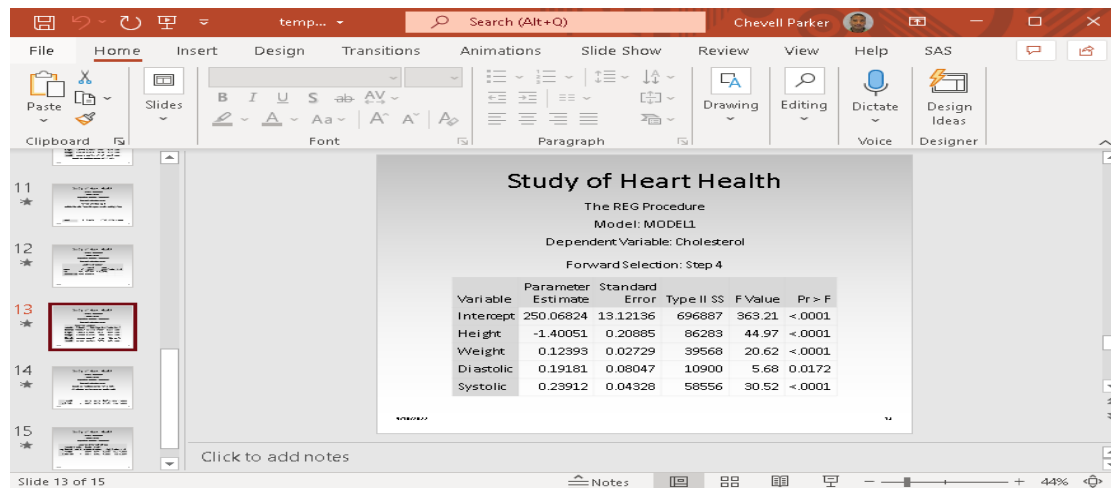 temp...
Search (Alt+Q)
Chevell Parker
File Home Insert Design Transitions Animations Slide Show Review View Help SAS
Paste
Slides
B I U S ab AV
Aa A A
Drawing
Editing
Dictate
Design Ideas
Clipboard Font Paragraph Voice Designer
11
12
13
14
15
Study of Heart Health
The REG Procedure
Model: MODEL1
Dependent Variable: Cholesterol
Forward Selection: Step 4
Variable Parameter Estimate Standard Error Type II SS F Value Pr > F
Intercept 250.06824 13.12136 696887 363.21 <.0001
Height -1.40051 0.20885 86283 44.97 <.0001
Weight 0.12393 0.02729 39568 20.62 <.0001
Diastolic 0.19181 0.08047 10900 5.68 0.0172
Systolic 0.23912 0.04328 58556 30.52 <.0001
Click to add notes
Slide 13 of 15
Notes
44%